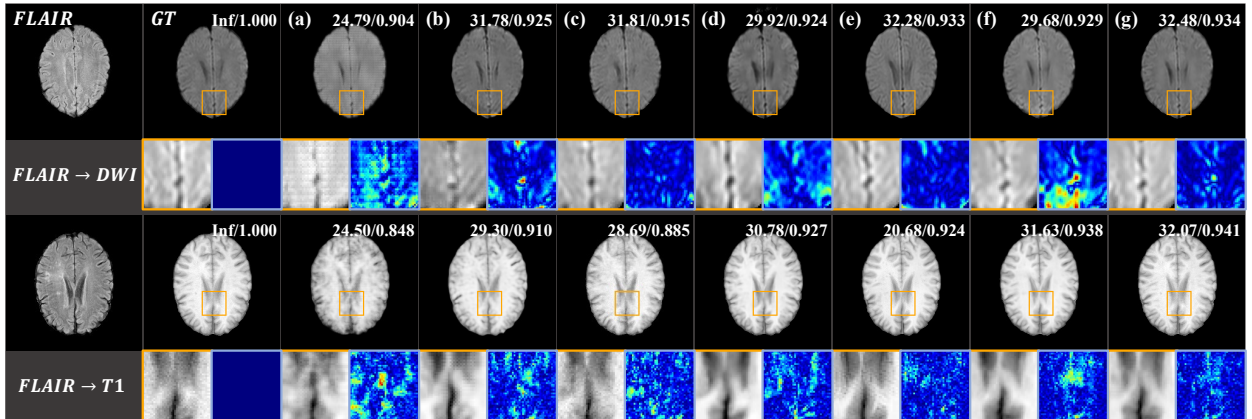 FLAIR GT Inf/1.000 (a) 24.79/0.904 (b) 31.78/0.925 (c) 31.81/0.915 (d) 29.92/0.924 (e) 32.28/0.933 (f) 29.68/0.929 (g) 32.48/0.934
FLAIR → DWI
Inf/1.000 24.50/0.848 29.30/0.910 28.69/0.885 30.78/0.927 20.68/0.924 31.63/0.938 32.07/0.941
FLAIR → T1